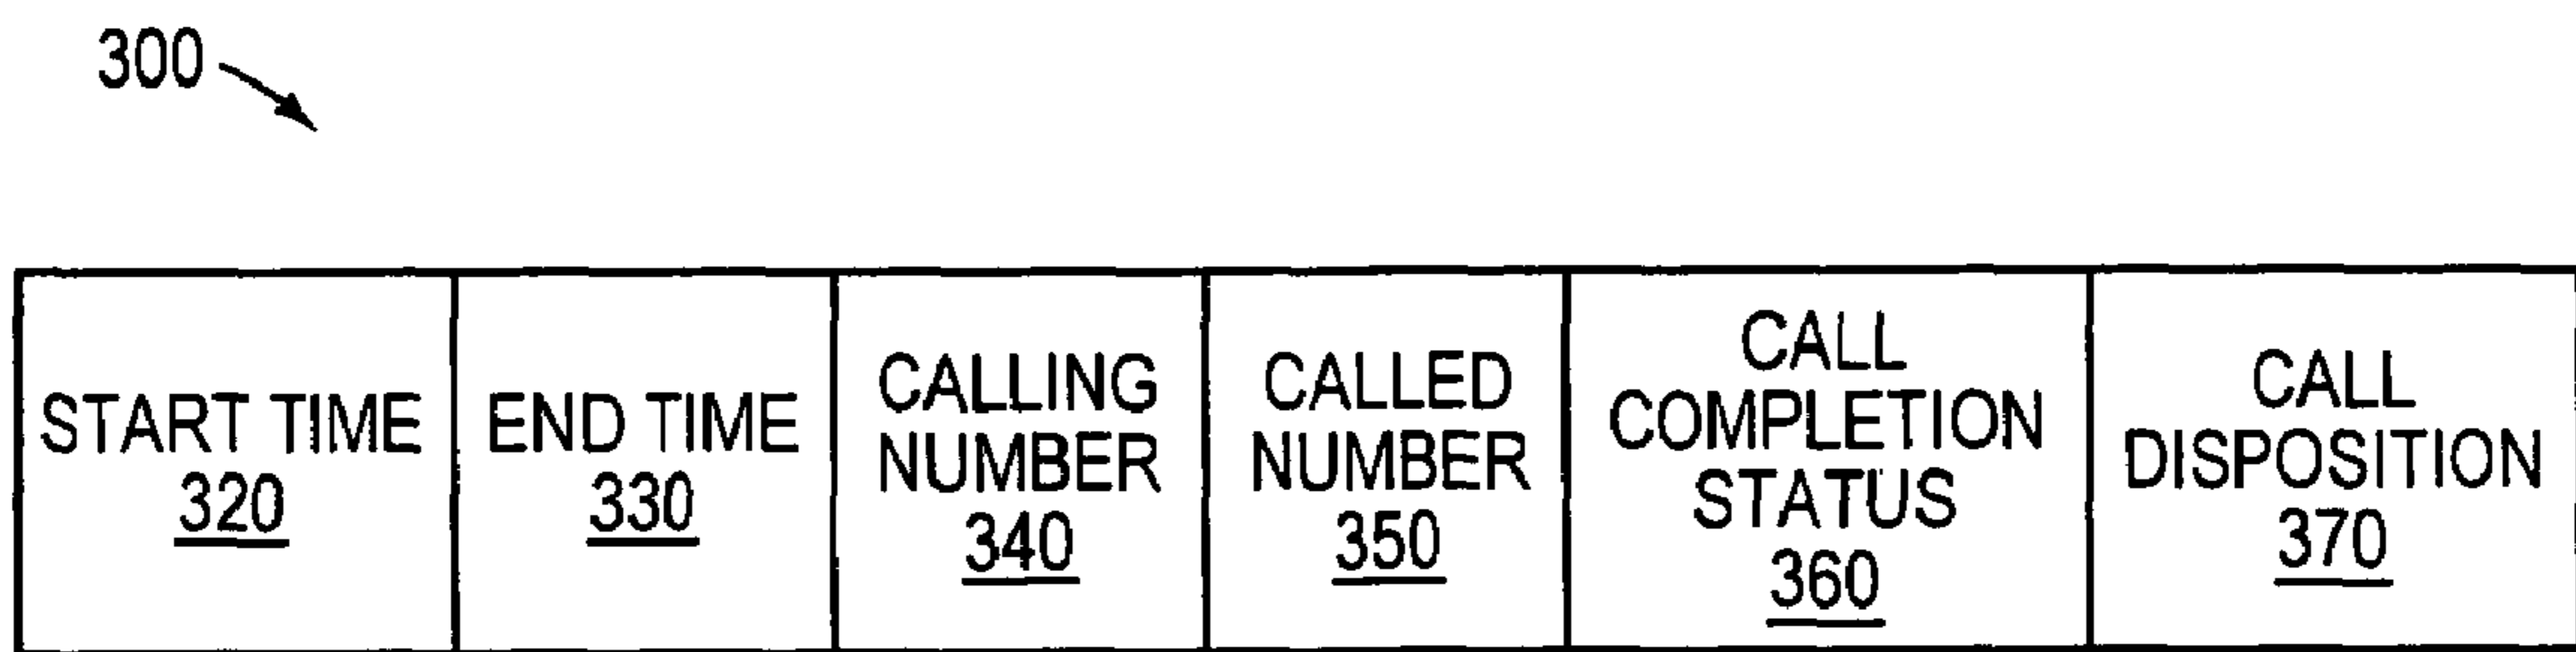 300
START TIME
320
END TIME
330
CALLING
NUMBER
340
CALLED
NUMBER
350
CALL
COMPLETION
STATUS
360
CALL
DISPOSITION
370